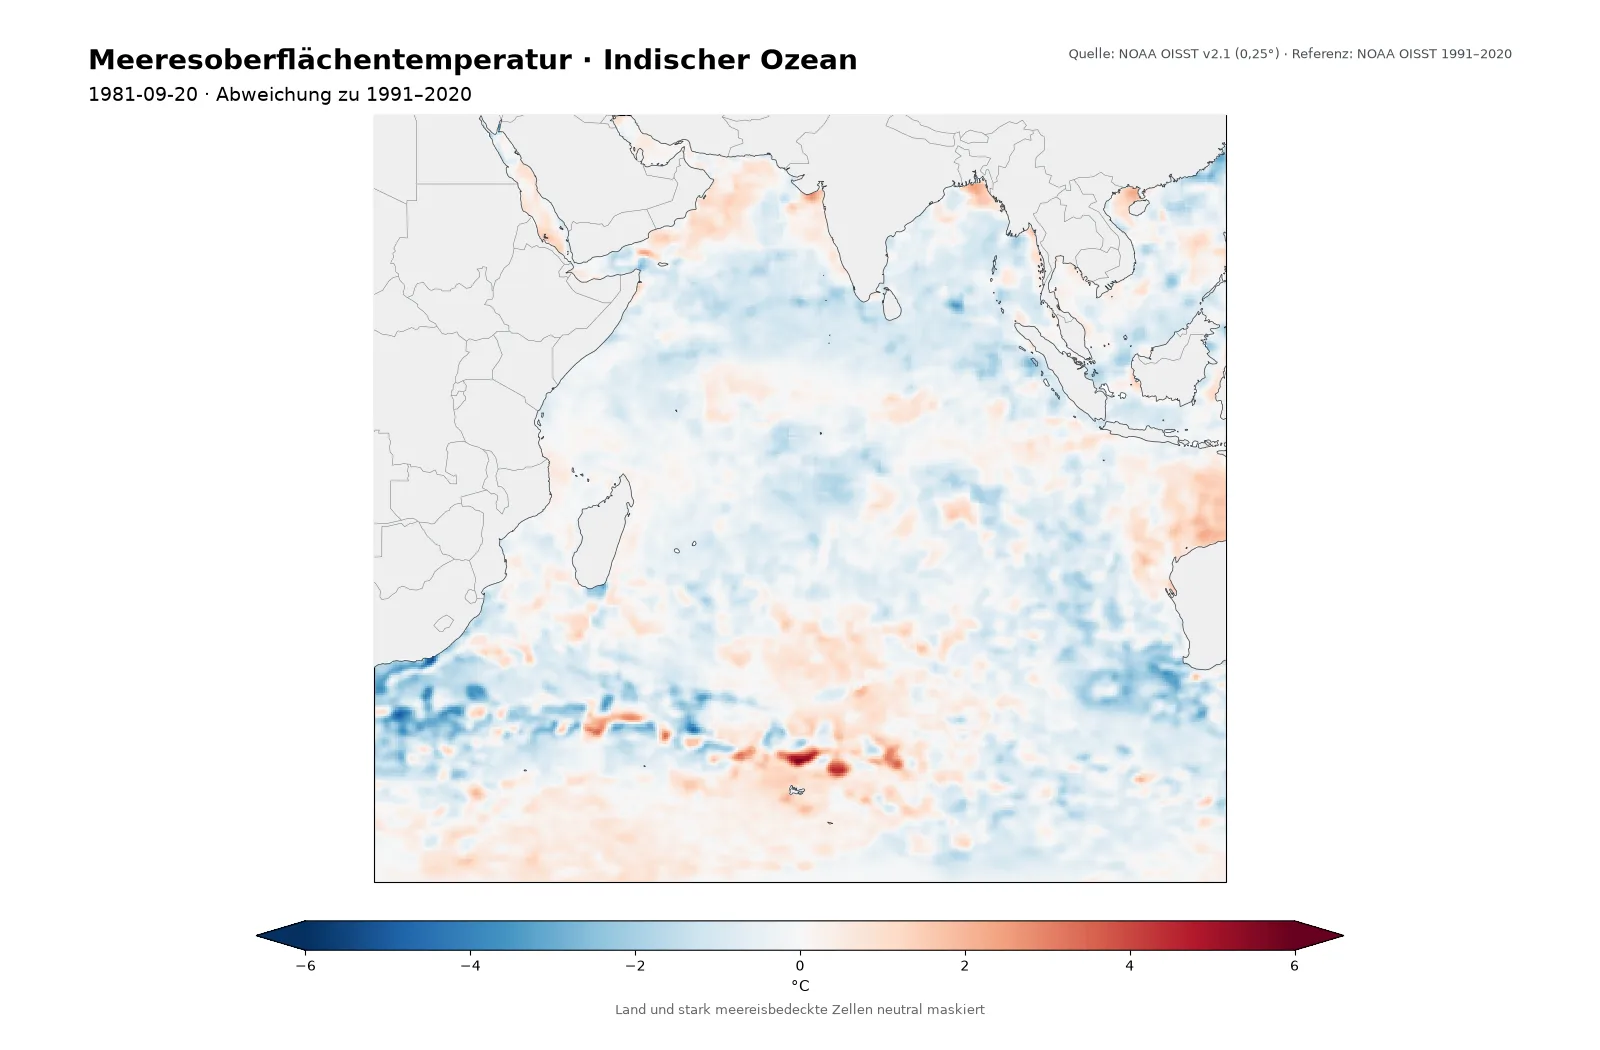 Meeresoberflächentemperatur · Indischer Ozean
Quelle: NOAA OISST v2.1 (0,25°) · Referenz: NOAA OISST 1991–2020
1981-09-20 · Abweichung zu 1991–2020
−6 −4 −2 0 2 4 6
°C
Land und stark meereisbedeckte Zellen neutral maskiert